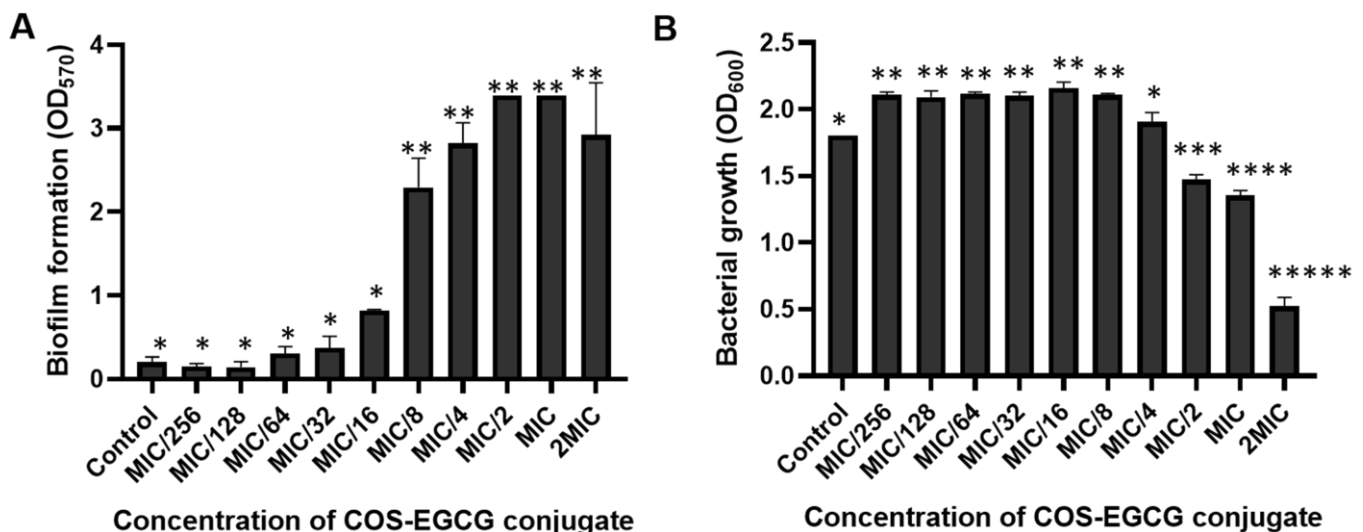 A
Biofilm formation (OD570)
4
3
2
1
0
* * * * * * ** ** ** ** **
Control MIC/256 MIC/128 MIC/64 MIC/32 MIC/16 MIC/8 MIC/4 MIC/2 MIC 2MIC
Concentration of COS-EGCG conjugate
B
Bacterial growth (OD600)
2.5
2.0
1.5
1.0
0.5
0.0
* ** ** ** ** ** ** * *** **** *****
Control MIC/256 MIC/128 MIC/64 MIC/32 MIC/16 MIC/8 MIC/4 MIC/2 MIC 2MIC
Concentration of COS-EGCG conjugate